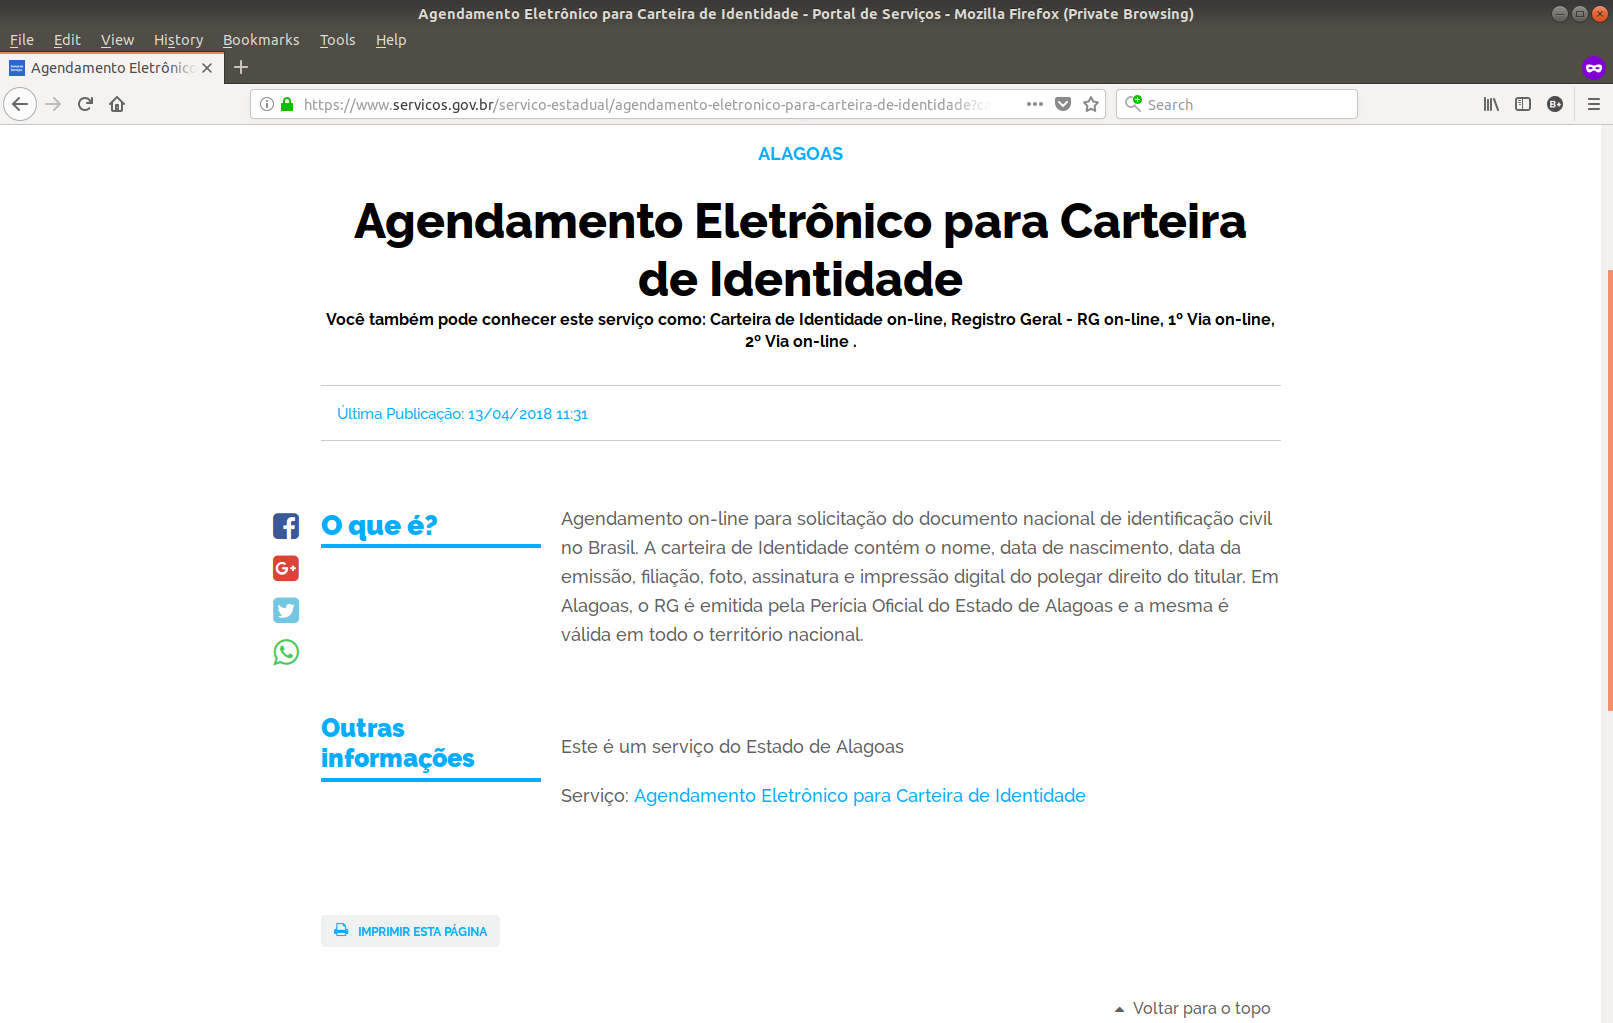 Agendamento Eletrônico para Carteira de Identidade - Portal de Serviços - Mozilla Firefox (Private Browsing)
File Edit View History Bookmarks Tools Help
Agendamento Eletrônico
https://www.servicos.gov.br/servico-estadual/agendamento-eletronico-para-carteira-de-identidade?ca
Search
ALAGOAS
Agendamento Eletrônico para Carteira
de Identidade
Você também pode conhecer este serviço como: Carteira de Identidade on-line, Registro Geral - RG on-line, 1º Via on-line,
2º Via on-line .
Última Publicação: 13/04/2018 11:31
O que é?
Agendamento on-line para solicitação do documento nacional de identificação civil
no Brasil. A carteira de Identidade contém o nome, data de nascimento, data da
emissão, filiação, foto, assinatura e impressão digital do polegar direito do titular. Em
Alagoas, o RG é emitida pela Perícia Oficial do Estado de Alagoas e a mesma é
válida em todo o território nacional.
Outras
informações
Este é um serviço do Estado de Alagoas
Serviço: Agendamento Eletrônico para Carteira de Identidade
IMPRIMIR ESTA PÁGINA
Voltar para o topo